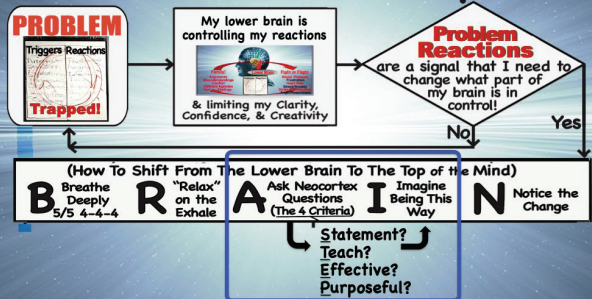 PROBLEM
Triggers Reactions
Trapped!
My lower brain is
controlling my reactions
& limiting my Clarity,
Confidence, & Creativity
Problem
Reactions
are a signal that I need to
change what part of
my brain is in
control!
No
Yes
(How To Shift From The Lower Brain To The Top of the Mind)
B Breathe
Deeply
5/5 4-4-4
R "Relax"
on the
Exhale
A Ask Neocortex
Questions
(The 4 Criteria)
I Imagine
Being This
Way
N Notice the
Change
Statement?
Teach?
Effective?
Purposeful?